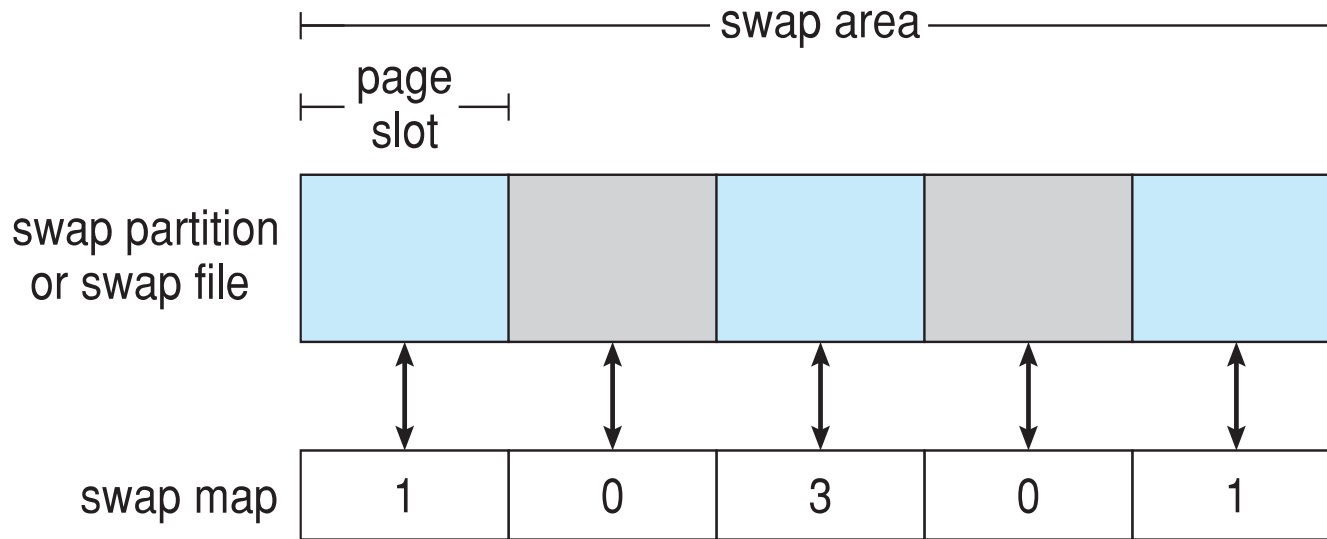 swap area
page
slot
swap partition
or swap file
swap map 1 0 3 0 1